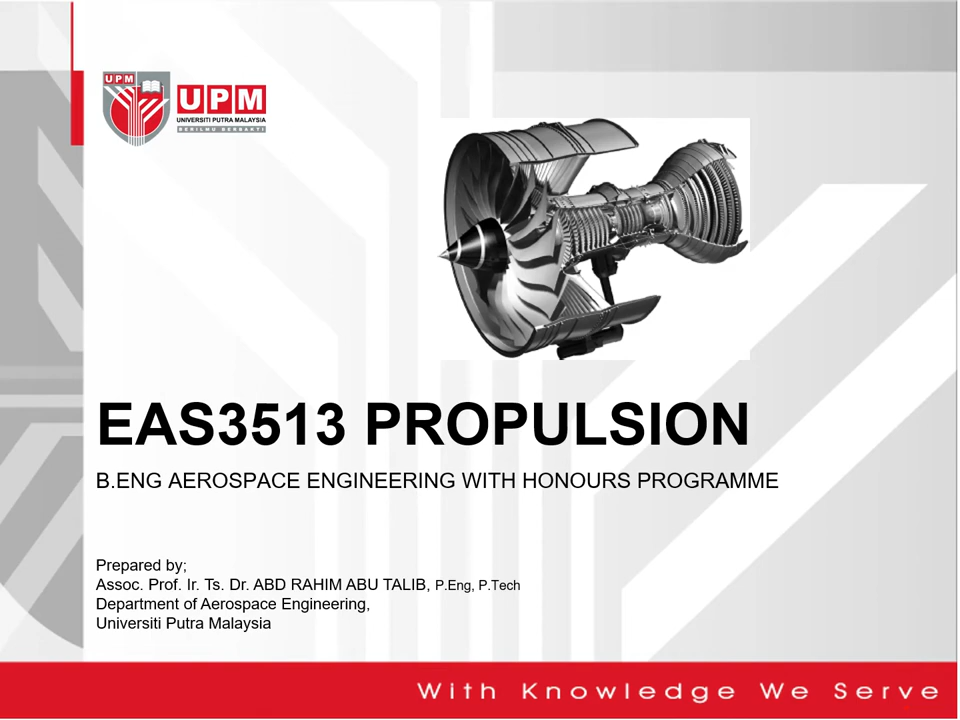 UPM
UPM
UNIVERSITI PUTRA MALAYSIA
BERILMU BERBAKTI
EAS3513 PROPULSION
B.ENG AEROSPACE ENGINEERING WITH HONOURS PROGRAMME
Prepared by;
Assoc. Prof. Ir. Ts. Dr. ABD RAHIM ABU TALIB, P.Eng, P.Tech
Department of Aerospace Engineering,
Universiti Putra Malaysia
With Knowledge We Serve